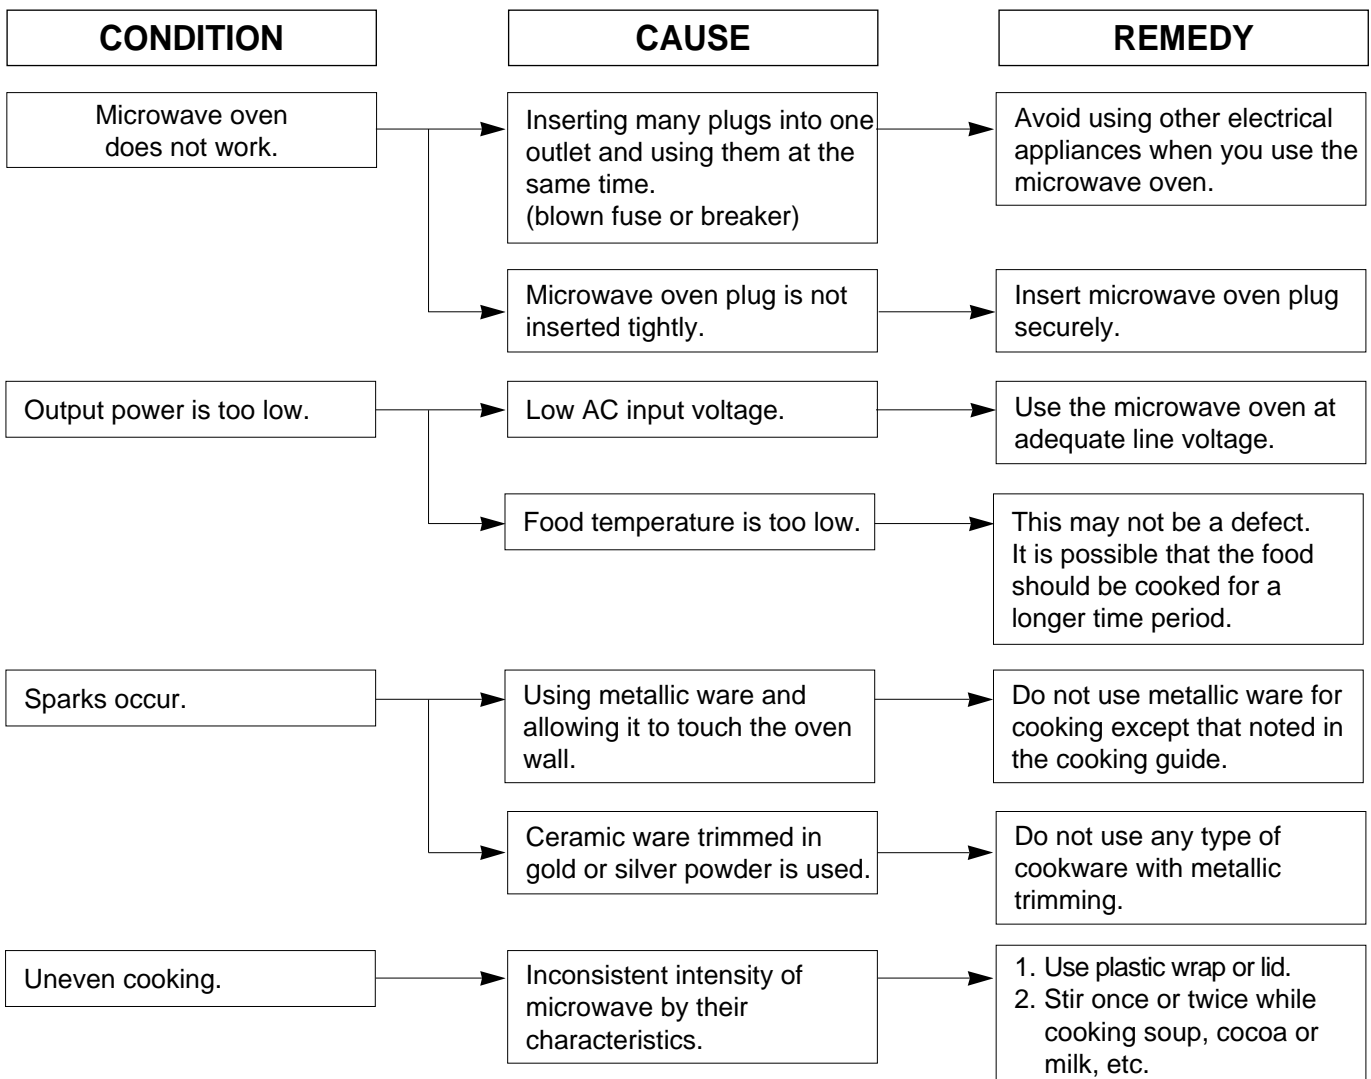 CONDITION
CAUSE
REMEDY
Microwave oven
does not work.
Inserting many plugs into one
outlet and using them at the
same time.
(blown fuse or breaker)
Avoid using other electrical
appliances when you use the
microwave oven.
Microwave oven plug is not
inserted tightly.
Insert microwave oven plug
securely.
Output power is too low.
Low AC input voltage.
Use the microwave oven at
adequate line voltage.
Food temperature is too low.
This may not be a defect.
It is possible that the food
should be cooked for a
longer time period.
Sparks occur.
Using metallic ware and
allowing it to touch the oven
wall.
Do not use metallic ware for
cooking except that noted in
the cooking guide.
Ceramic ware trimmed in
gold or silver powder is used.
Do not use any type of
cookware with metallic
trimming.
Uneven cooking.
Inconsistent intensity of
microwave by their
characteristics.
1. Use plastic wrap or lid.
2. Stir once or twice while
cooking soup, cocoa or
milk, etc.